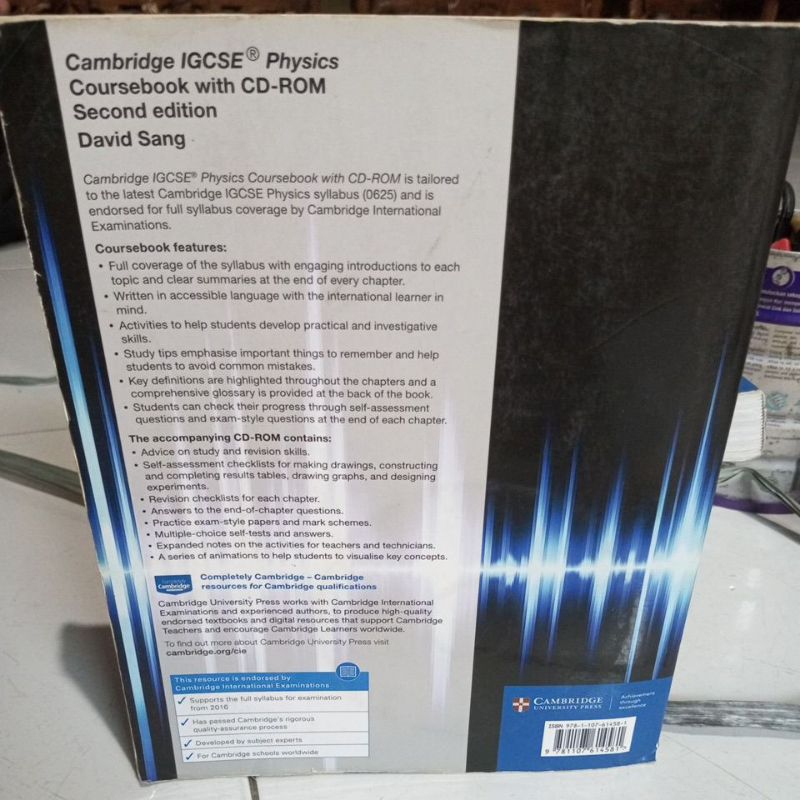 Cambridge IGCSE® Physics
Coursebook with CD-ROM
Second edition
David Sang
Cambridge IGCSE® Physics Coursebook with CD-ROM is tailored
to the latest Cambridge IGCSE Physics syllabus (0625) and is
endorsed for full syllabus coverage by Cambridge International
Examinations.
Coursebook features:
• Full coverage of the syllabus with engaging introductions to each
topic and clear summaries at the end of every chapter.
• Written in accessible language with the international learner in
mind.
• Activities to help students develop practical and investigative
skills.
• Study tips emphasise important things to remember and help
students to avoid common mistakes.
• Key definitions are highlighted throughout the chapters and a
comprehensive glossary is provided at the back of the book.
• Students can check their progress through self-assessment
questions and exam-style questions at the end of each chapter.
The accompanying CD-ROM contains:
• Advice on study and revision skills.
• Self-assessment checklists for making drawings, constructing
and completing results tables, drawing graphs, and designing
experiments.
• Revision checklists for each chapter.
• Answers to the end-of-chapter questions.
• Practice exam-style papers and mark schemes.
• Multiple-choice self-tests and answers.
• Expanded notes on the activities for teachers and technicians.
• A series of animations to help students to visualise key concepts.
Completely
Cambridge
Completely Cambridge – Cambridge
resources for Cambridge qualifications
Cambridge University Press works with Cambridge International
Examinations and experienced authors, to produce high-quality
endorsed textbooks and digital resources that support Cambridge
Teachers and encourage Cambridge Learners worldwide.
To find out more about Cambridge University Press visit
cambridge.org/cie
This resource is endorsed by
Cambridge International Examinations
✓ Supports the full syllabus for examination
from 2016
✓ Has passed Cambridge's rigorous
quality-assurance process
✓ Developed by subject experts
✓ For Cambridge schools worldwide
CAMBRIDGE
UNIVERSITY PRESS
Achievement
through
excellence
ISBN 978-1-107-61458-1
9 781107 614581